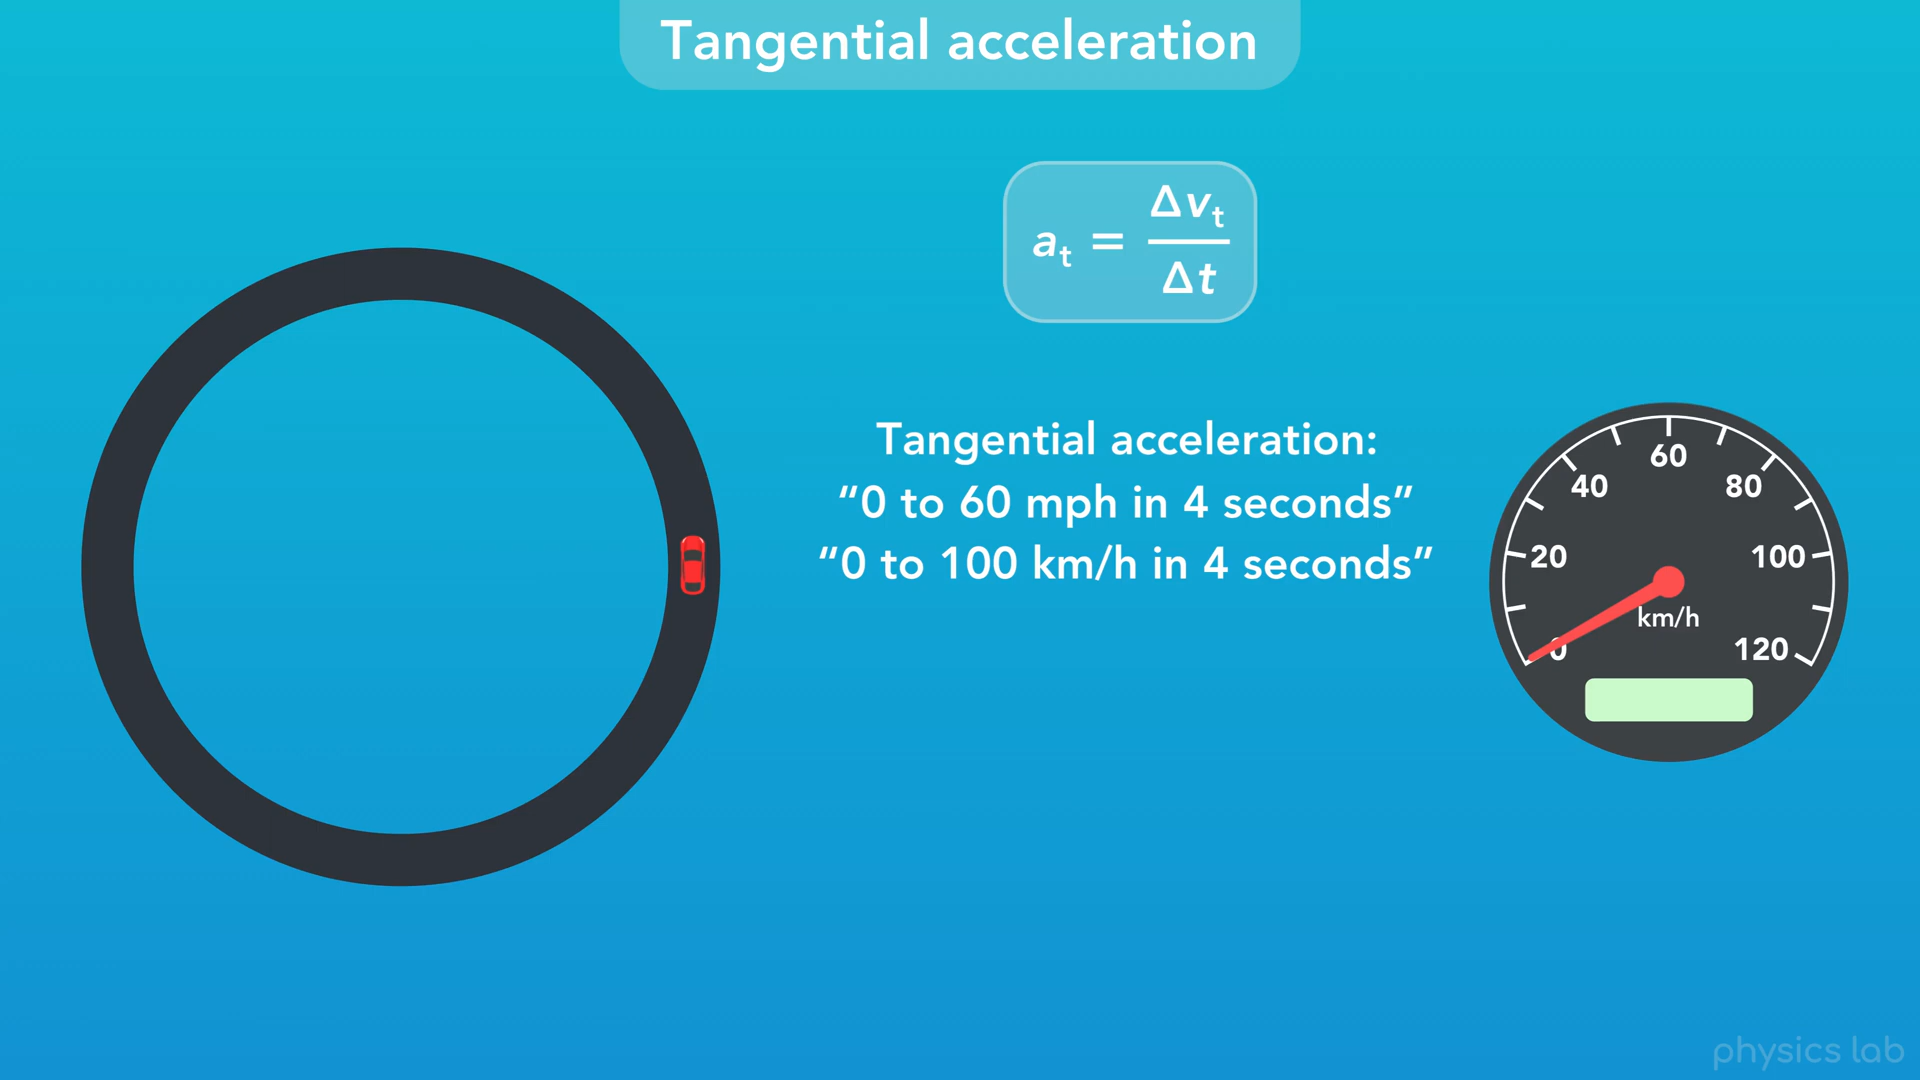 Tangential acceleration
aₜ = Δvₜ / Δt
Tangential acceleration:
“0 to 60 mph in 4 seconds”
“0 to 100 km/h in 4 seconds”
0
20
40
60
80
100
120
km/h
physics lab